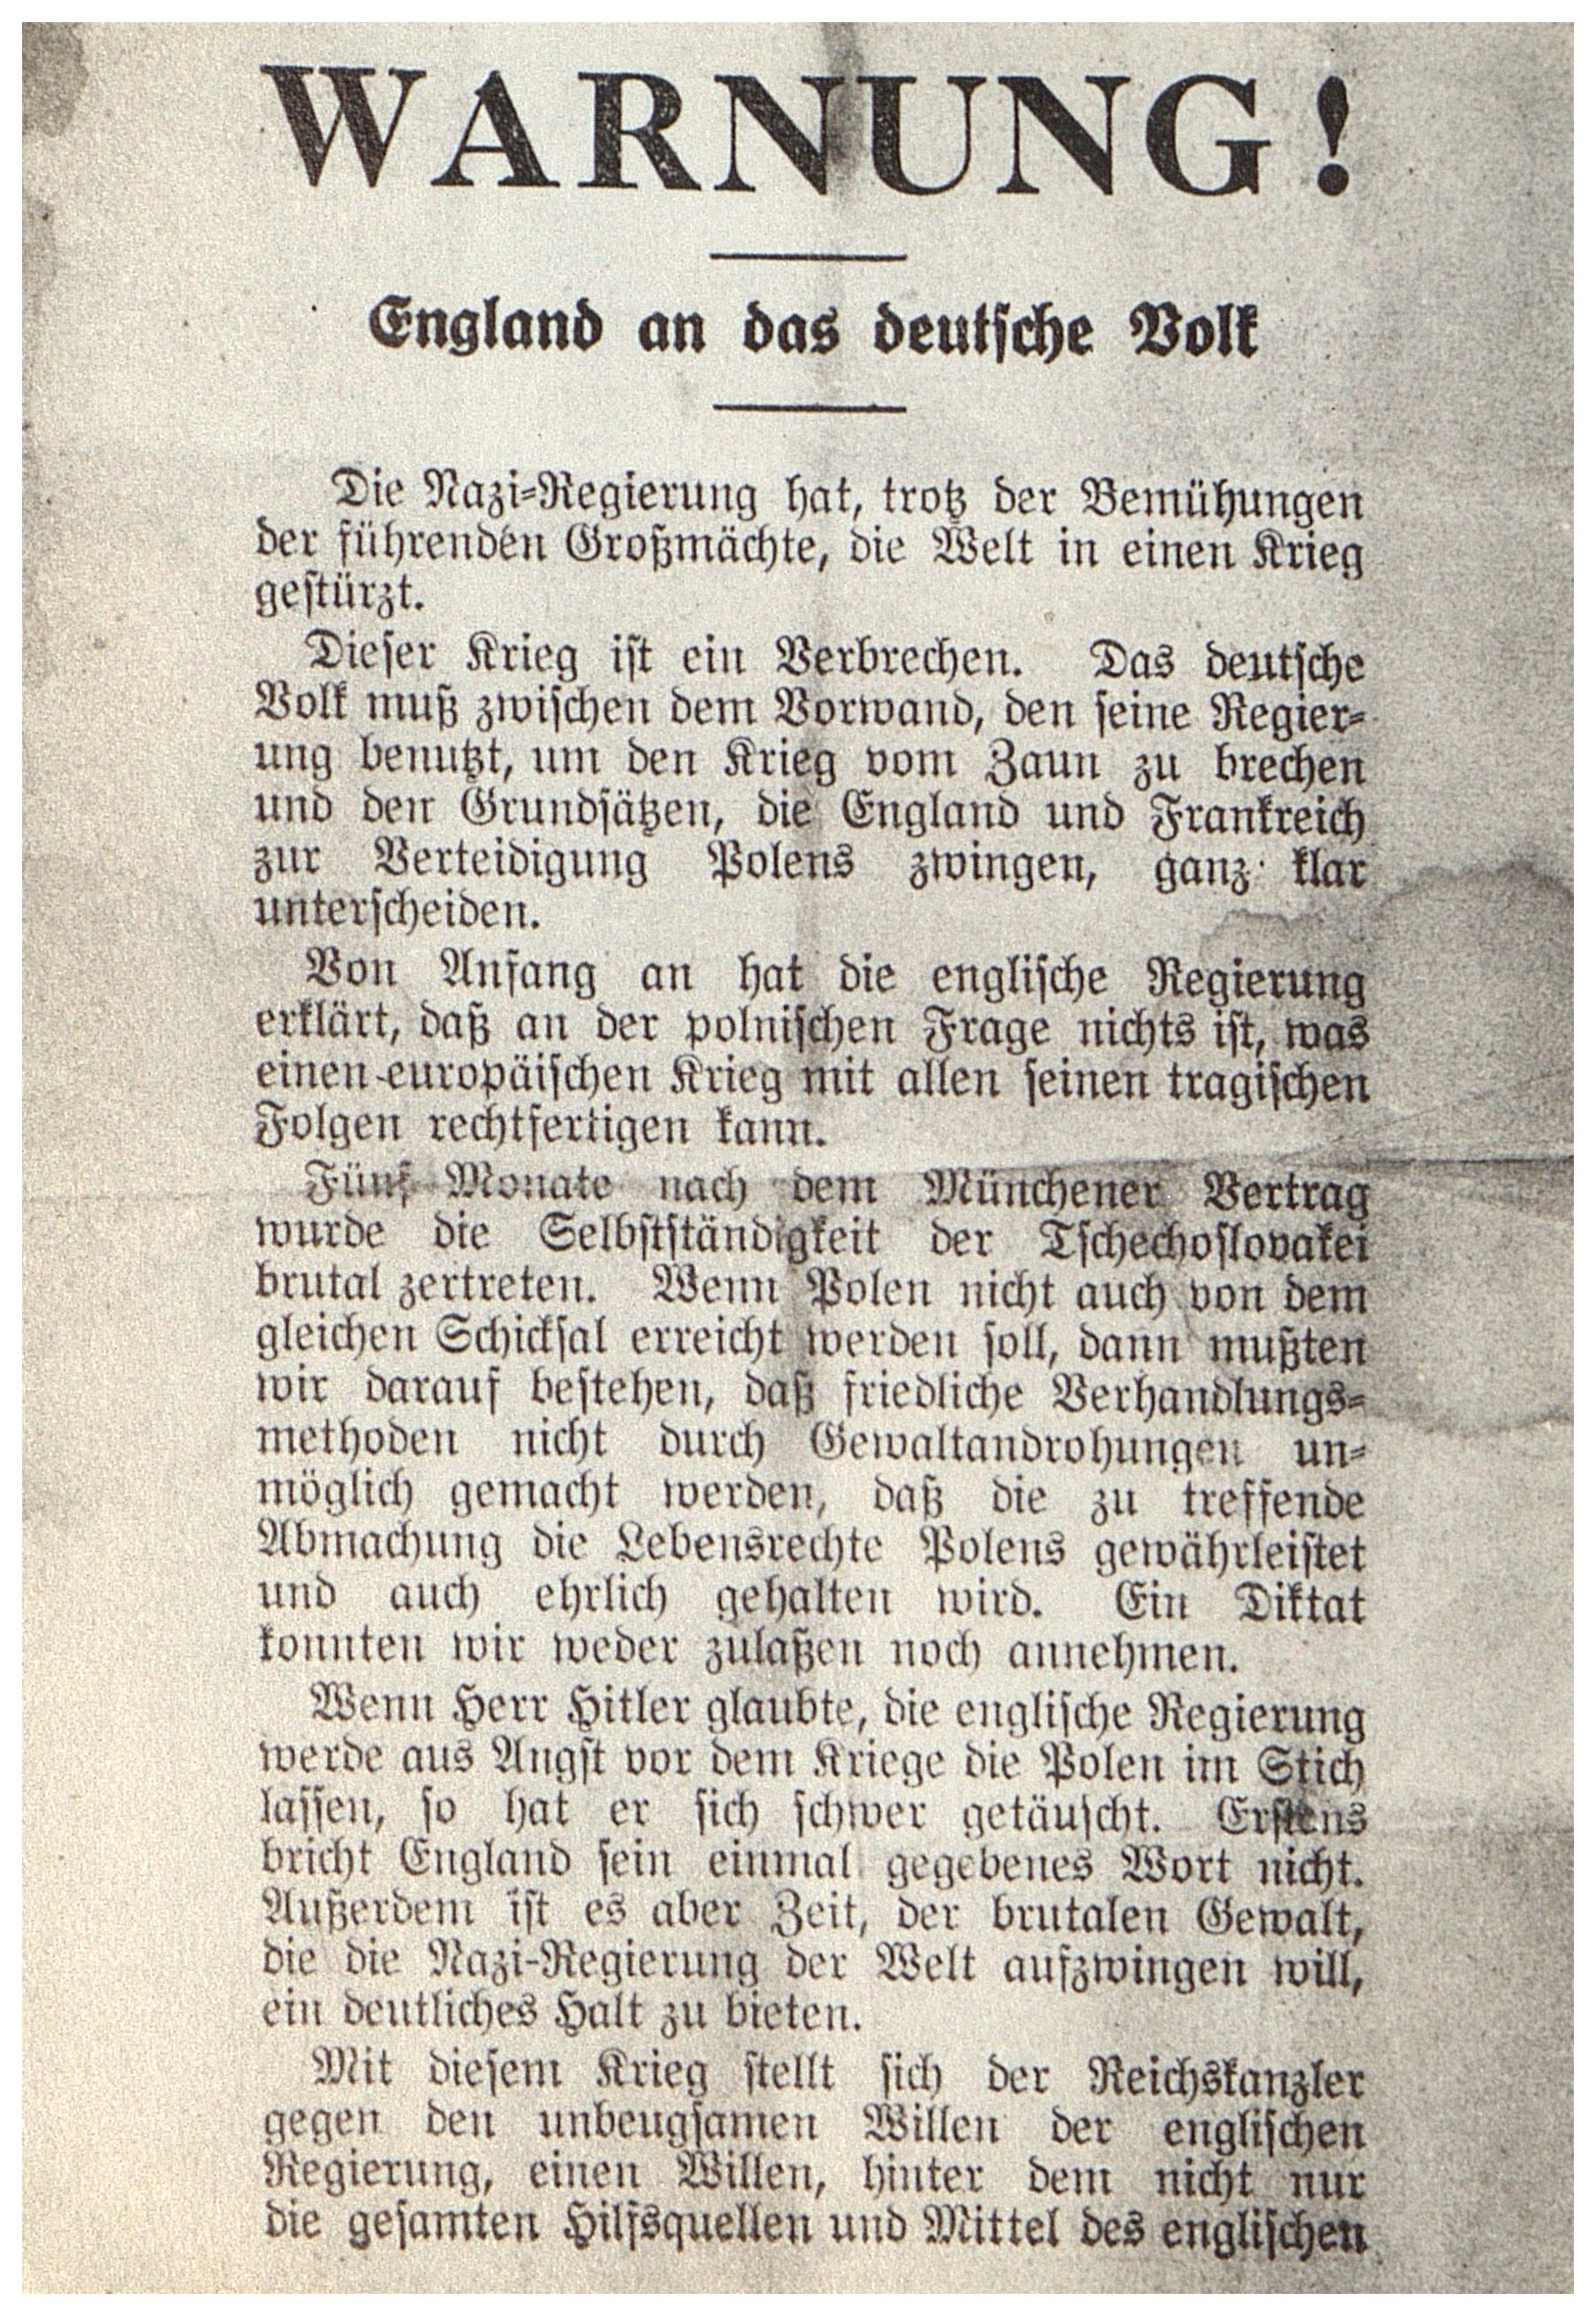 WARNUNG!
England an das deutsche Volk
Die Nazi-Regierung hat, trotz der Bemühungen
der führenden Großmächte, die Welt in einen Krieg
gestürzt.
Dieser Krieg ist ein Verbrechen. Das deutsche
Volk muß zwischen dem Vorwand, den seine Regier-
ung benutzt, um den Krieg vom Zaun zu brechen
und den Grundsätzen, die England und Frankreich
zur Verteidigung Polens zwingen, ganz klar
unterscheiden.
Von Anfang an hat die englische Regierung
erklärt, daß an der polnischen Frage nichts ist, was
einen europäischen Krieg mit allen seinen tragischen
Folgen rechtfertigen kann.
Fünf Monate nach dem Münchener Vertrag
wurde die Selbstständigkeit der Tschechoslovakei
brutal zertreten. Wenn Polen nicht auch von dem
gleichen Schicksal erreicht werden soll, dann mußten
wir darauf bestehen, daß friedliche Verhandlungs-
methoden nicht durch Gewaltandrohungen un-
möglich gemacht werden, daß die zu treffende
Abmachung die Lebensrechte Polens gewährleistet
und auch ehrlich gehalten wird. Ein Diktat
konnten wir weder zulaßen noch annehmen.
Wenn Herr Hitler glaubte, die englische Regierung
werde aus Angst vor dem Kriege die Polen im Stich
lassen, so hat er sich schwer getäuscht. Erstens
bricht England sein einmal gegebenes Wort nicht.
Außerdem ist es aber Zeit, der brutalen Gewalt,
die die Nazi-Regierung der Welt aufzwingen will,
ein deutliches Halt zu bieten.
Mit diesem Krieg stellt sich der Reichskanzler
gegen den unbeugsamen Willen der englischen
Regierung, einen Willen, hinter dem nicht nur
die gesamten Hilfsquellen und Mittel des englischen